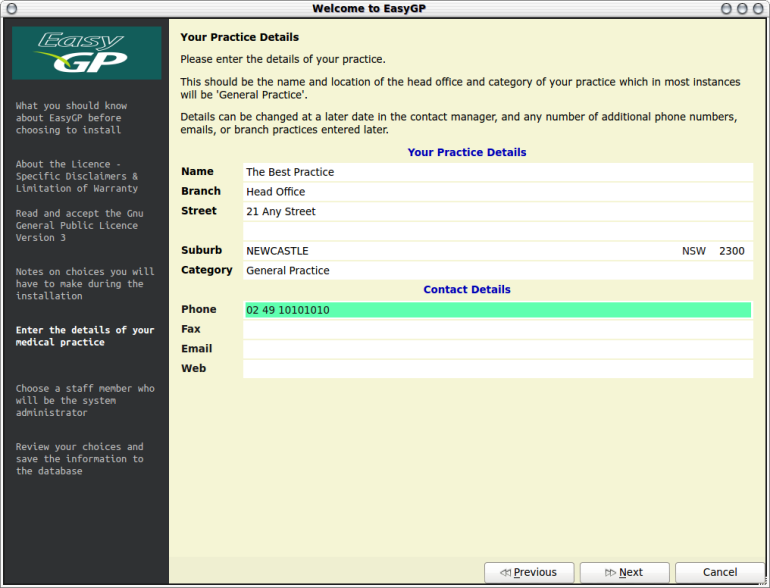 Welcome to EasyGP
Easy
GP
What you should know
about EasyGP before
choosing to install
About the Licence -
Specific Disclaimers &
Limitation of Warranty
Read and accept the Gnu
General Public Licence
Version 3
Notes on choices you will
have to make during the
installation
Enter the details of your
medical practice
Choose a staff member who
will be the system
administrator
Review your choices and
save the information to
the database
Your Practice Details
Please enter the details of your practice.
This should be the name and location of the head office and category of your practice which in most instances
will be 'General Practice'.
Details can be changed at a later date in the contact manager, and any number of additional phone numbers,
emails, or branch practices entered later.
Your Practice Details
Name The Best Practice
Branch Head Office
Street 21 Any Street
Suburb NEWCASTLE NSW 2300
Category General Practice
Contact Details
Phone 02 49 10101010
Fax
Email
Web
Previous Next Cancel